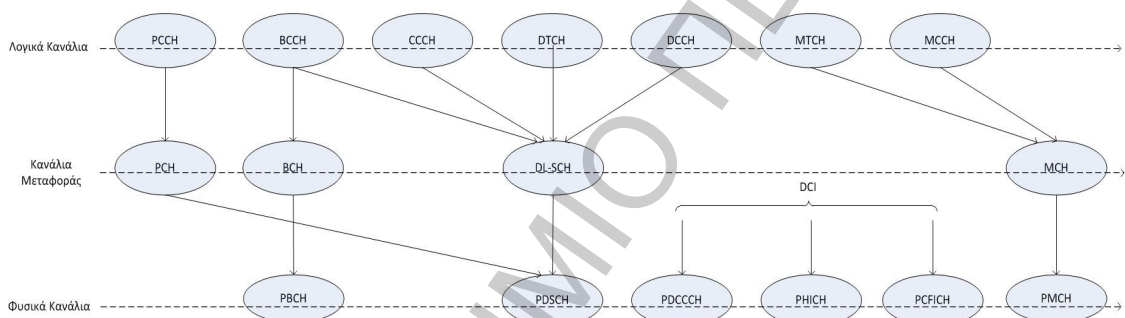 Λογικά Κανάλια PCCH BCCH CCCH DTCH DCCH MTCH MCCH
Κανάλια
Μεταφοράς
PCH BCH DL-SCH MCH
DCI
Φυσικά Κανάλια PBCH PDSCH PDCCCH PHICH PCFICH PMCH